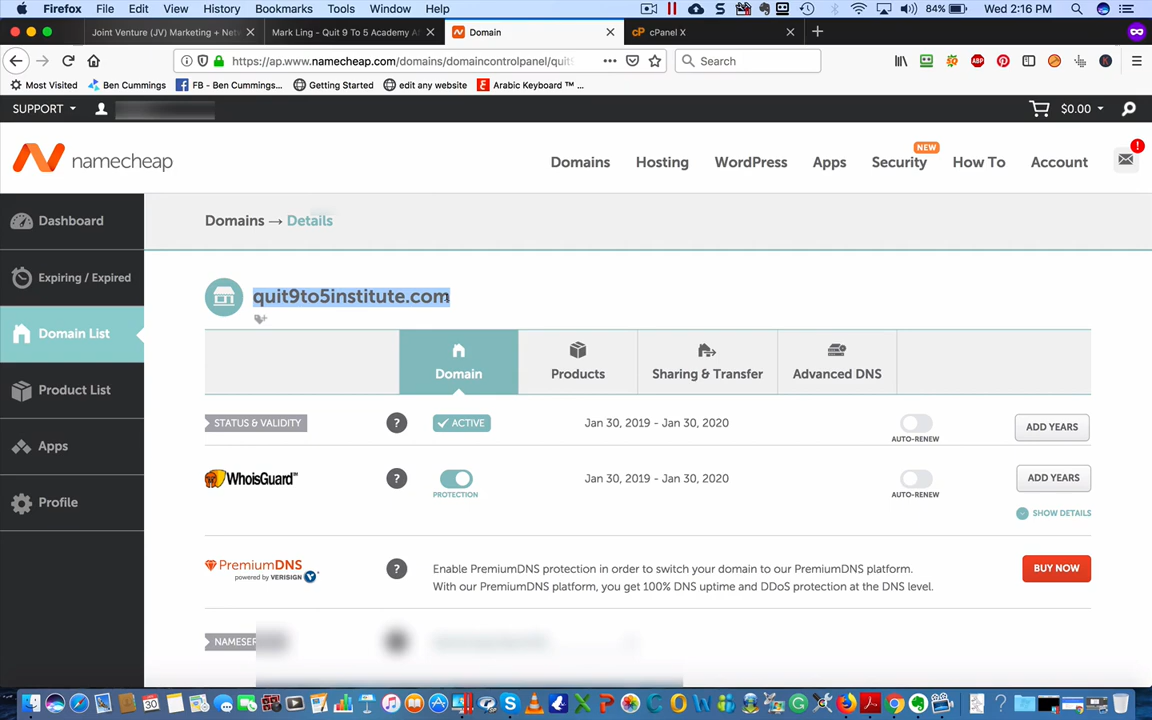 Firefox File Edit View History Bookmarks Tools Window Help 84% Wed 2:16 PM
Joint Venture (JV) Marketing + Net Mark Ling - Quit 9 To 5 Academy A Domain cPanel X
https://ap.www.namecheap.com/domains/domaincontrolpanel/quit9 Search
Most Visited Ben Cummings FB - Ben Cummings... Getting Started edit any website Arabic Keyboard ™ ...
SUPPORT $0.00
namecheap Domains Hosting WordPress Apps Security NEW How To Account
Dashboard
Expiring / Expired
Domain List
Product List
Apps
Profile
Domains → Details
quit9to5institute.com
Domain Products Sharing & Transfer Advanced DNS
STATUS & VALIDITY ? ACTIVE Jan 30, 2019 - Jan 30, 2020 AUTO-RENEW ADD YEARS
WhoisGuard™ ? PROTECTION Jan 30, 2019 - Jan 30, 2020 AUTO-RENEW ADD YEARS
SHOW DETAILS
PremiumDNS powered by VERISIGN ? Enable PremiumDNS protection in order to switch your domain to our PremiumDNS platform.
With our PremiumDNS platform, you get 100% DNS uptime and DDoS protection at the DNS level.
BUY NOW
NAMESER